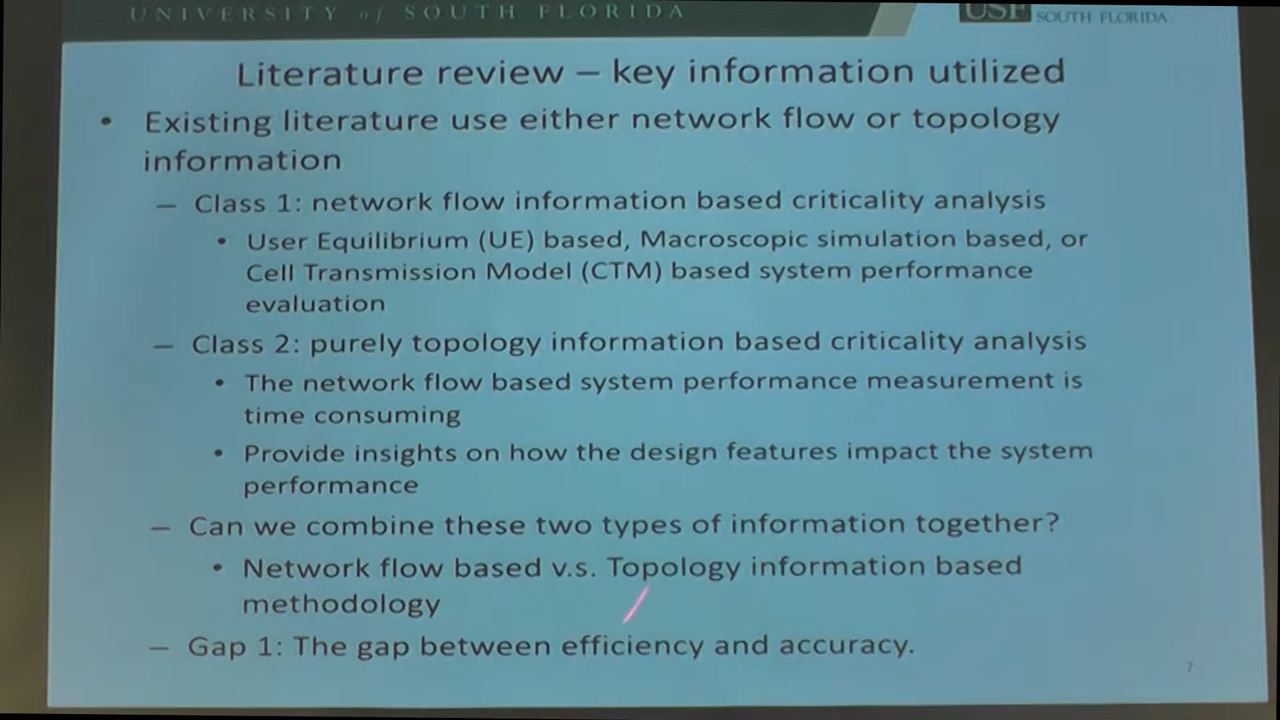 UNIVERSITY of SOUTH FLORIDA
USF SOUTH FLORIDA
Literature review – key information utilized
• Existing literature use either network flow or topology
information
– Class 1: network flow information based criticality analysis
• User Equilibrium (UE) based, Macroscopic simulation based, or
Cell Transmission Model (CTM) based system performance
evaluation
– Class 2: purely topology information based criticality analysis
• The network flow based system performance measurement is
time consuming
• Provide insights on how the design features impact the system
performance
– Can we combine these two types of information together?
• Network flow based v.s. Topology information based
methodology
– Gap 1: The gap between efficiency and accuracy.
7